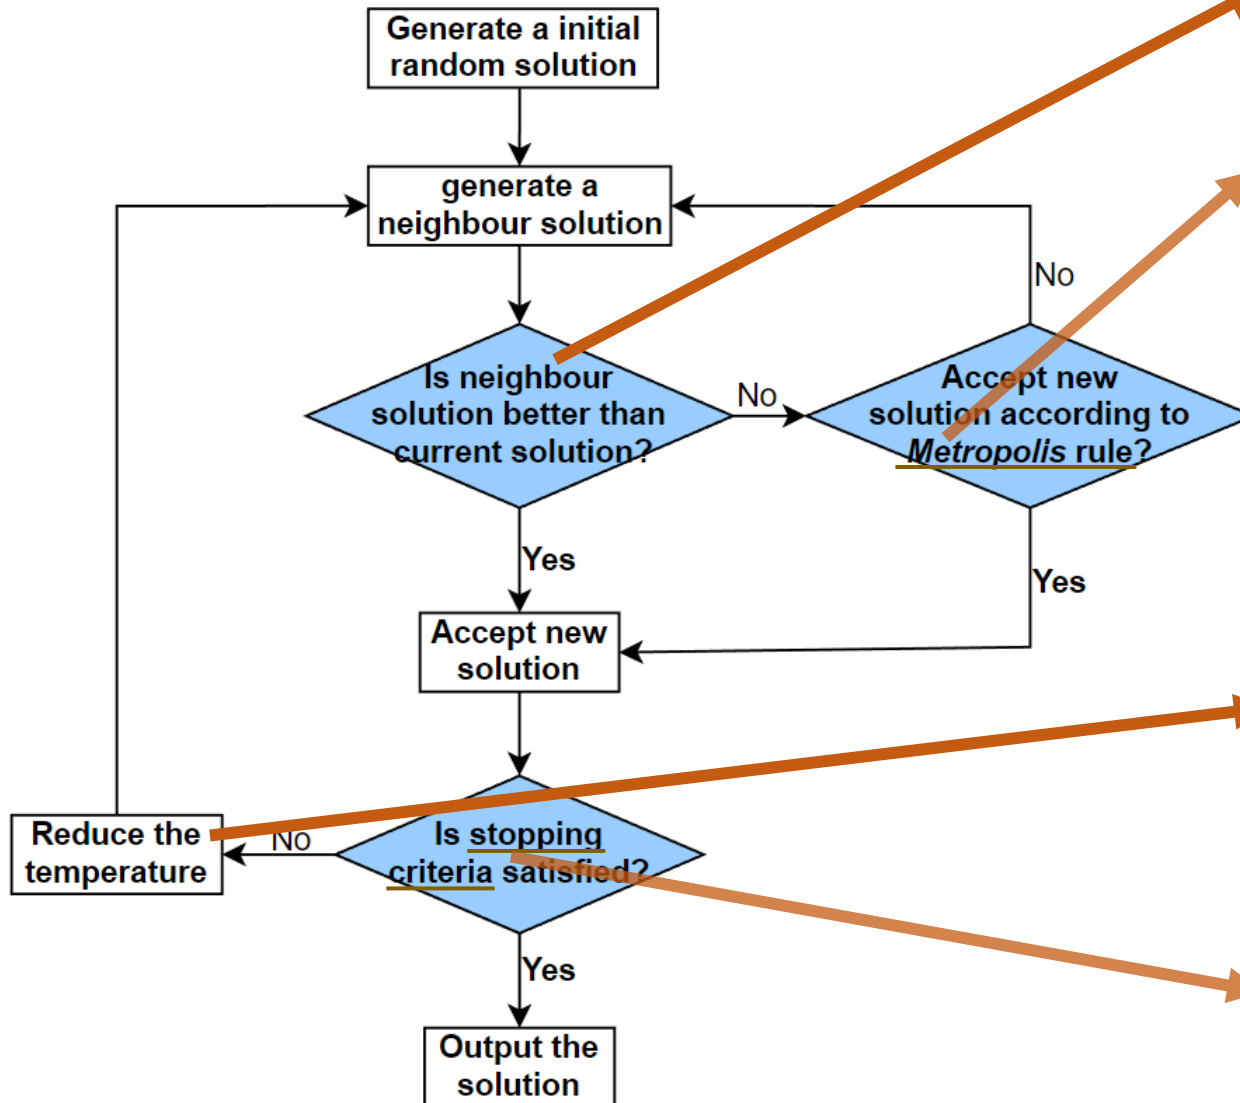 Generate a initial
random solution
generate a
neighbour solution
No
Is neighbour
solution better than
current solution?
No
Accept new
solution according to
Metropolis rule?
Yes
Yes
Accept new
solution
Reduce the
temperature
No
Is stopping
criteria satisfied?
Yes
Output the
solution